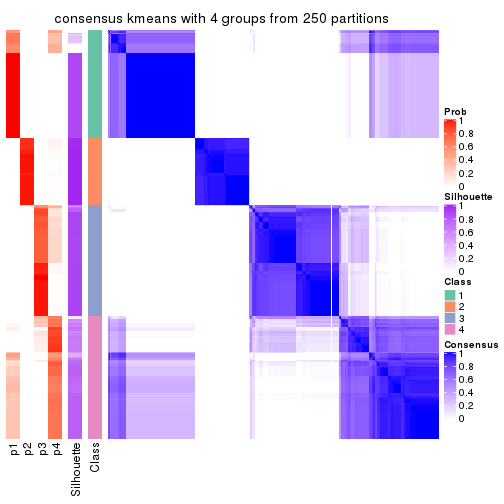 consensus kmeans with 4 groups from 250 partitions
Prob
1
0.8
0.6
0.4
0.2
0
Silhouette
1
0.8
0.6
0.4
0.2
0
Class
1
2
3
4
Consensus
1
0.8
0.6
0.4
0.2
0
p1
p2
p3
p4
Silhouette
Class